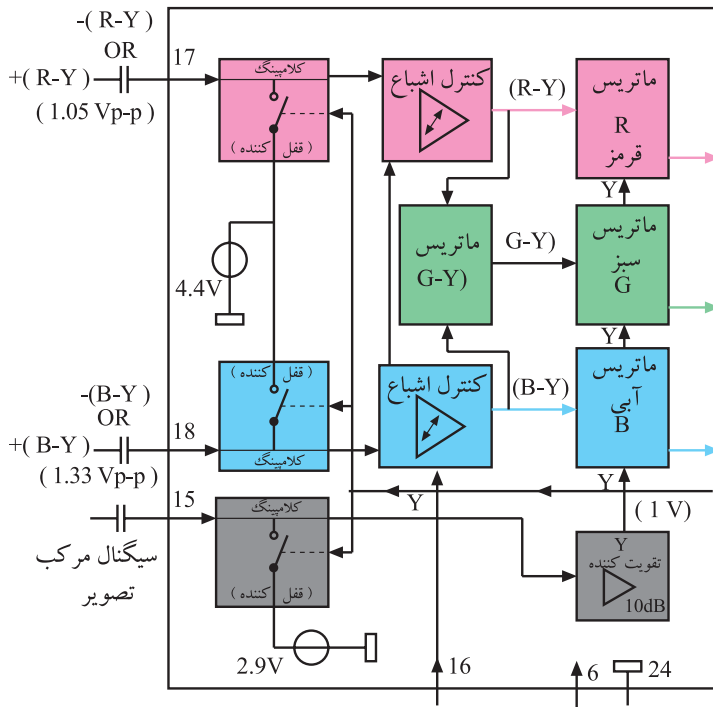 -( R-Y )
OR
+( R-Y )
( 1.05 Vp-p )
17
کلامپینگ
( قفل کننده )
4.4V
کنترل اشباع
(R-Y)
ماتریس
R
قرمز
Y
ماتریس
G-Y)
G-Y)
ماتریس
سبز
G
Y
-(B-Y)
OR
+( B-Y )
(1.33 Vp-p )
18
( قفل کننده )
کلامپینگ
کنترل اشباع
(B-Y)
ماتریس
آبی
B
Y
Y
( 1 V)
15
سیگنال مرکب
تصویر
کلامپینگ
( قفل کننده )
2.9V
Y
تقویت کننده
10dB
16
6
24